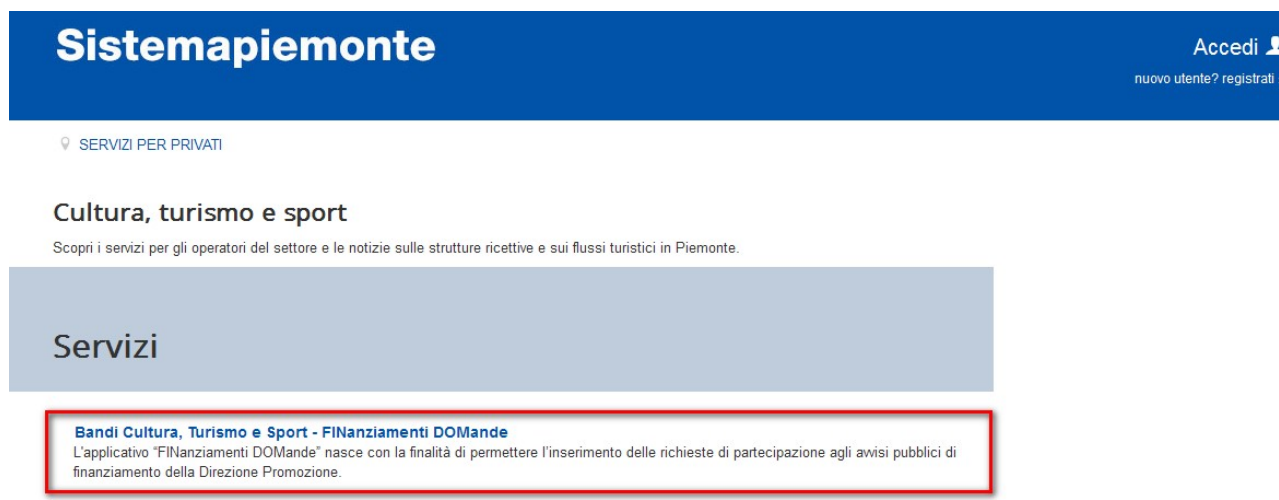 Sistemapiemonte
Accedi
nuovo utente? registrati
SERVIZI PER PRIVATI
Cultura, turismo e sport
Scopri i servizi per gli operatori del settore e le notizie sulle strutture ricettive e sui flussi turistici in Piemonte.
Servizi
Bandi Cultura, Turismo e Sport - FINanziamenti DOMande
L'applicativo “FINanziamenti DOMande” nasce con la finalità di permettere l’inserimento delle richieste di partecipazione agli avvisi pubblici di
finanziamento della Direzione Promozione.